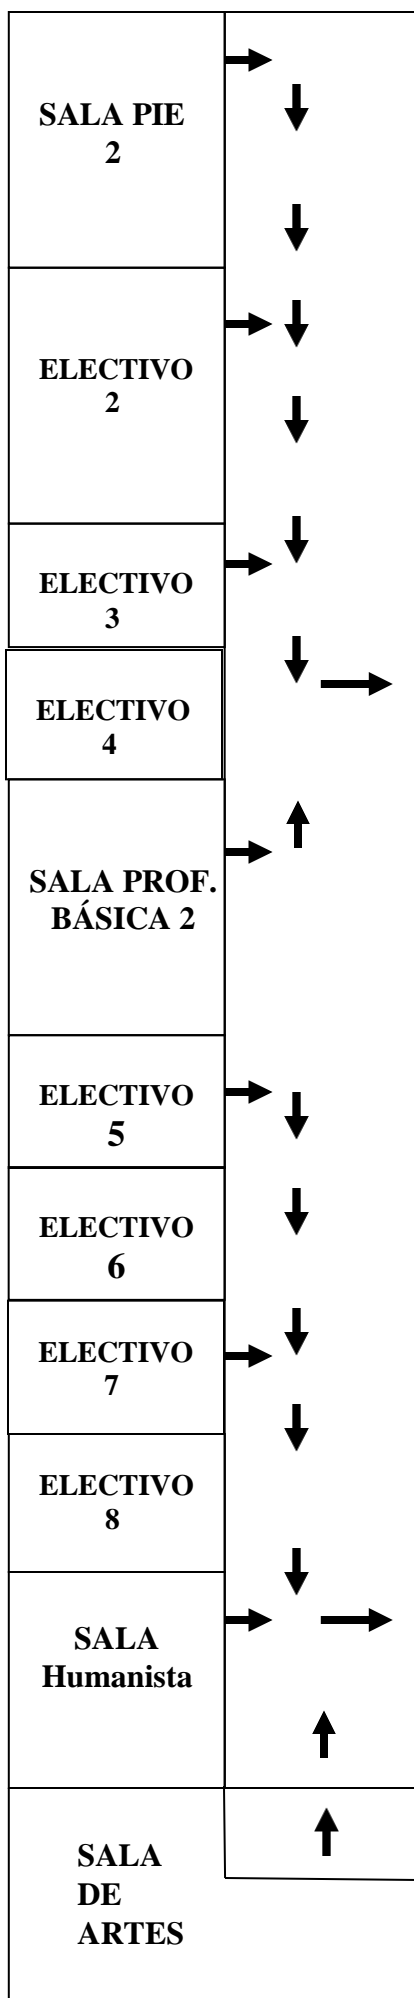 SALA PIE
2
ELECTIVO
2
ELECTIVO
3
ELECTIVO
4
SALA PROF.
BÁSICA 2
ELECTIVO
5
ELECTIVO
6
ELECTIVO
7
ELECTIVO
8
SALA
Humanista
SALA
DE
ARTES